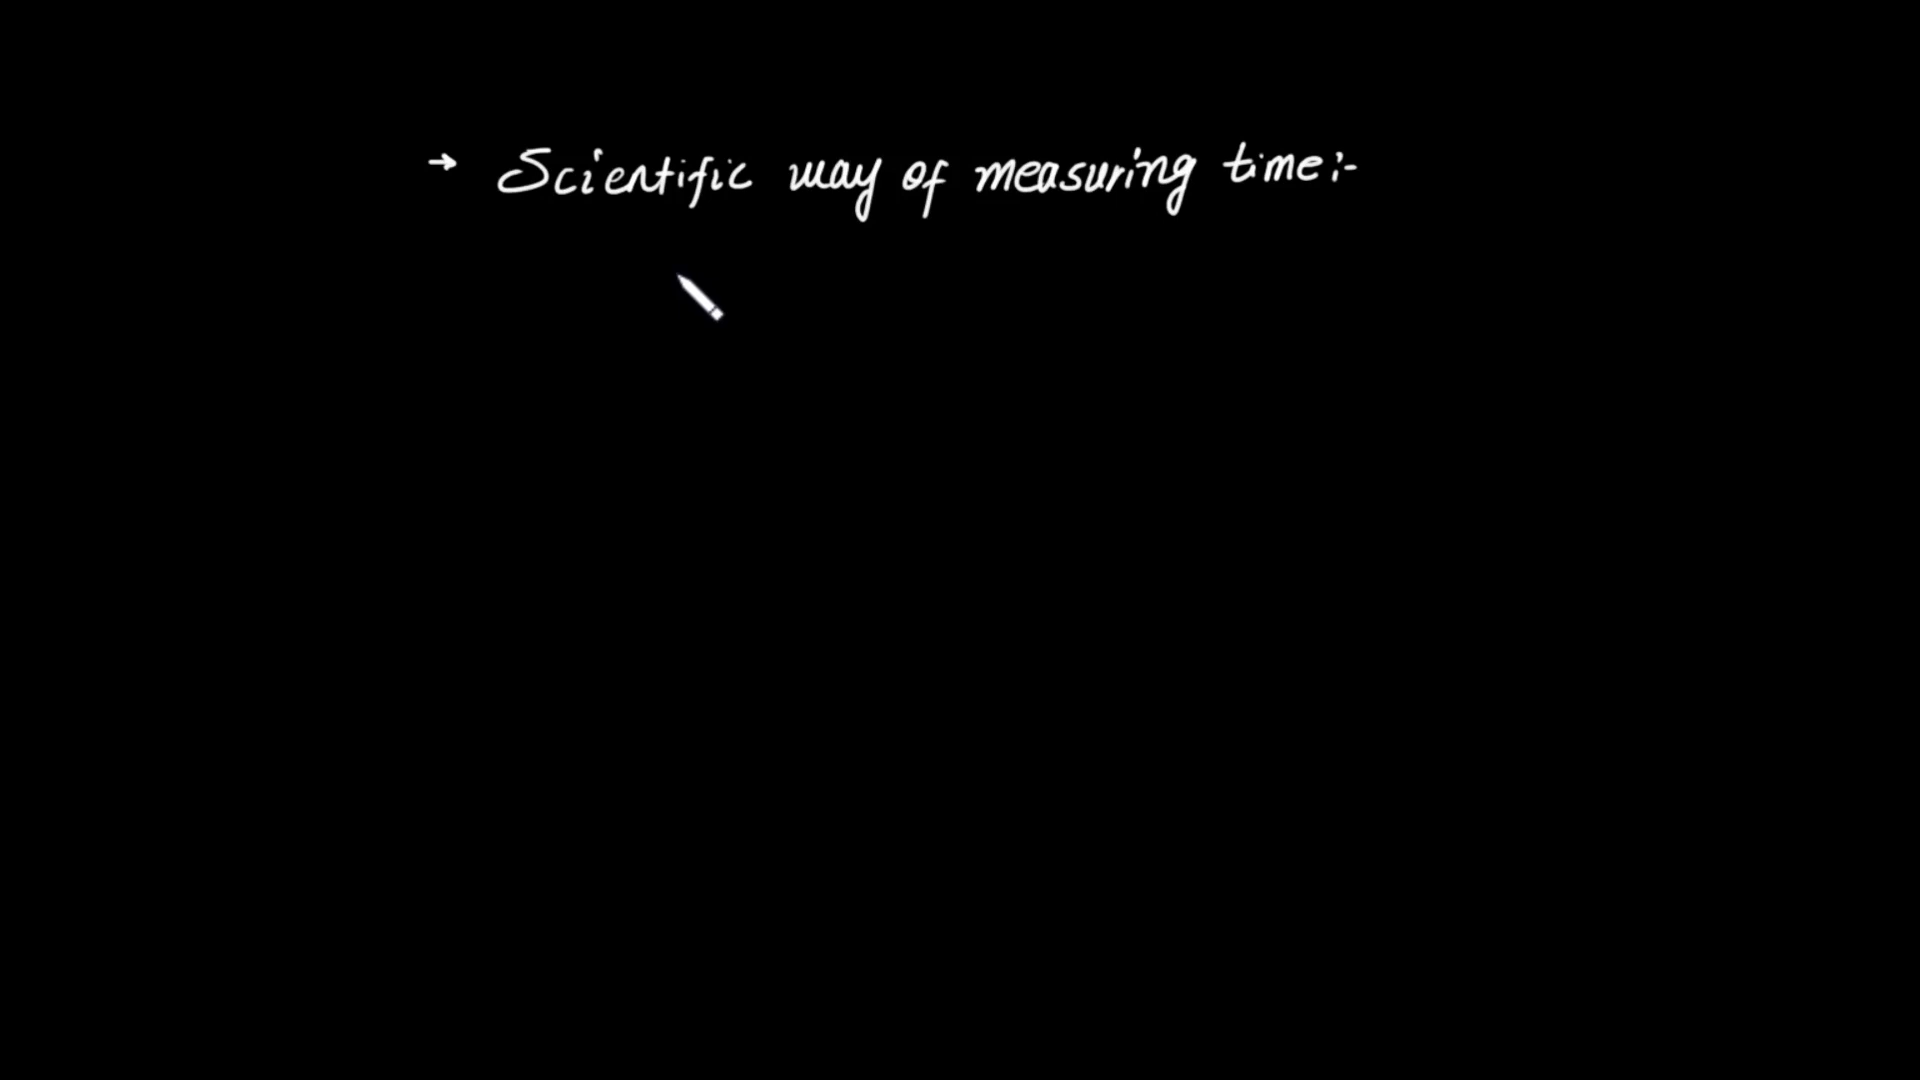 → Scientific way of measuring time:-